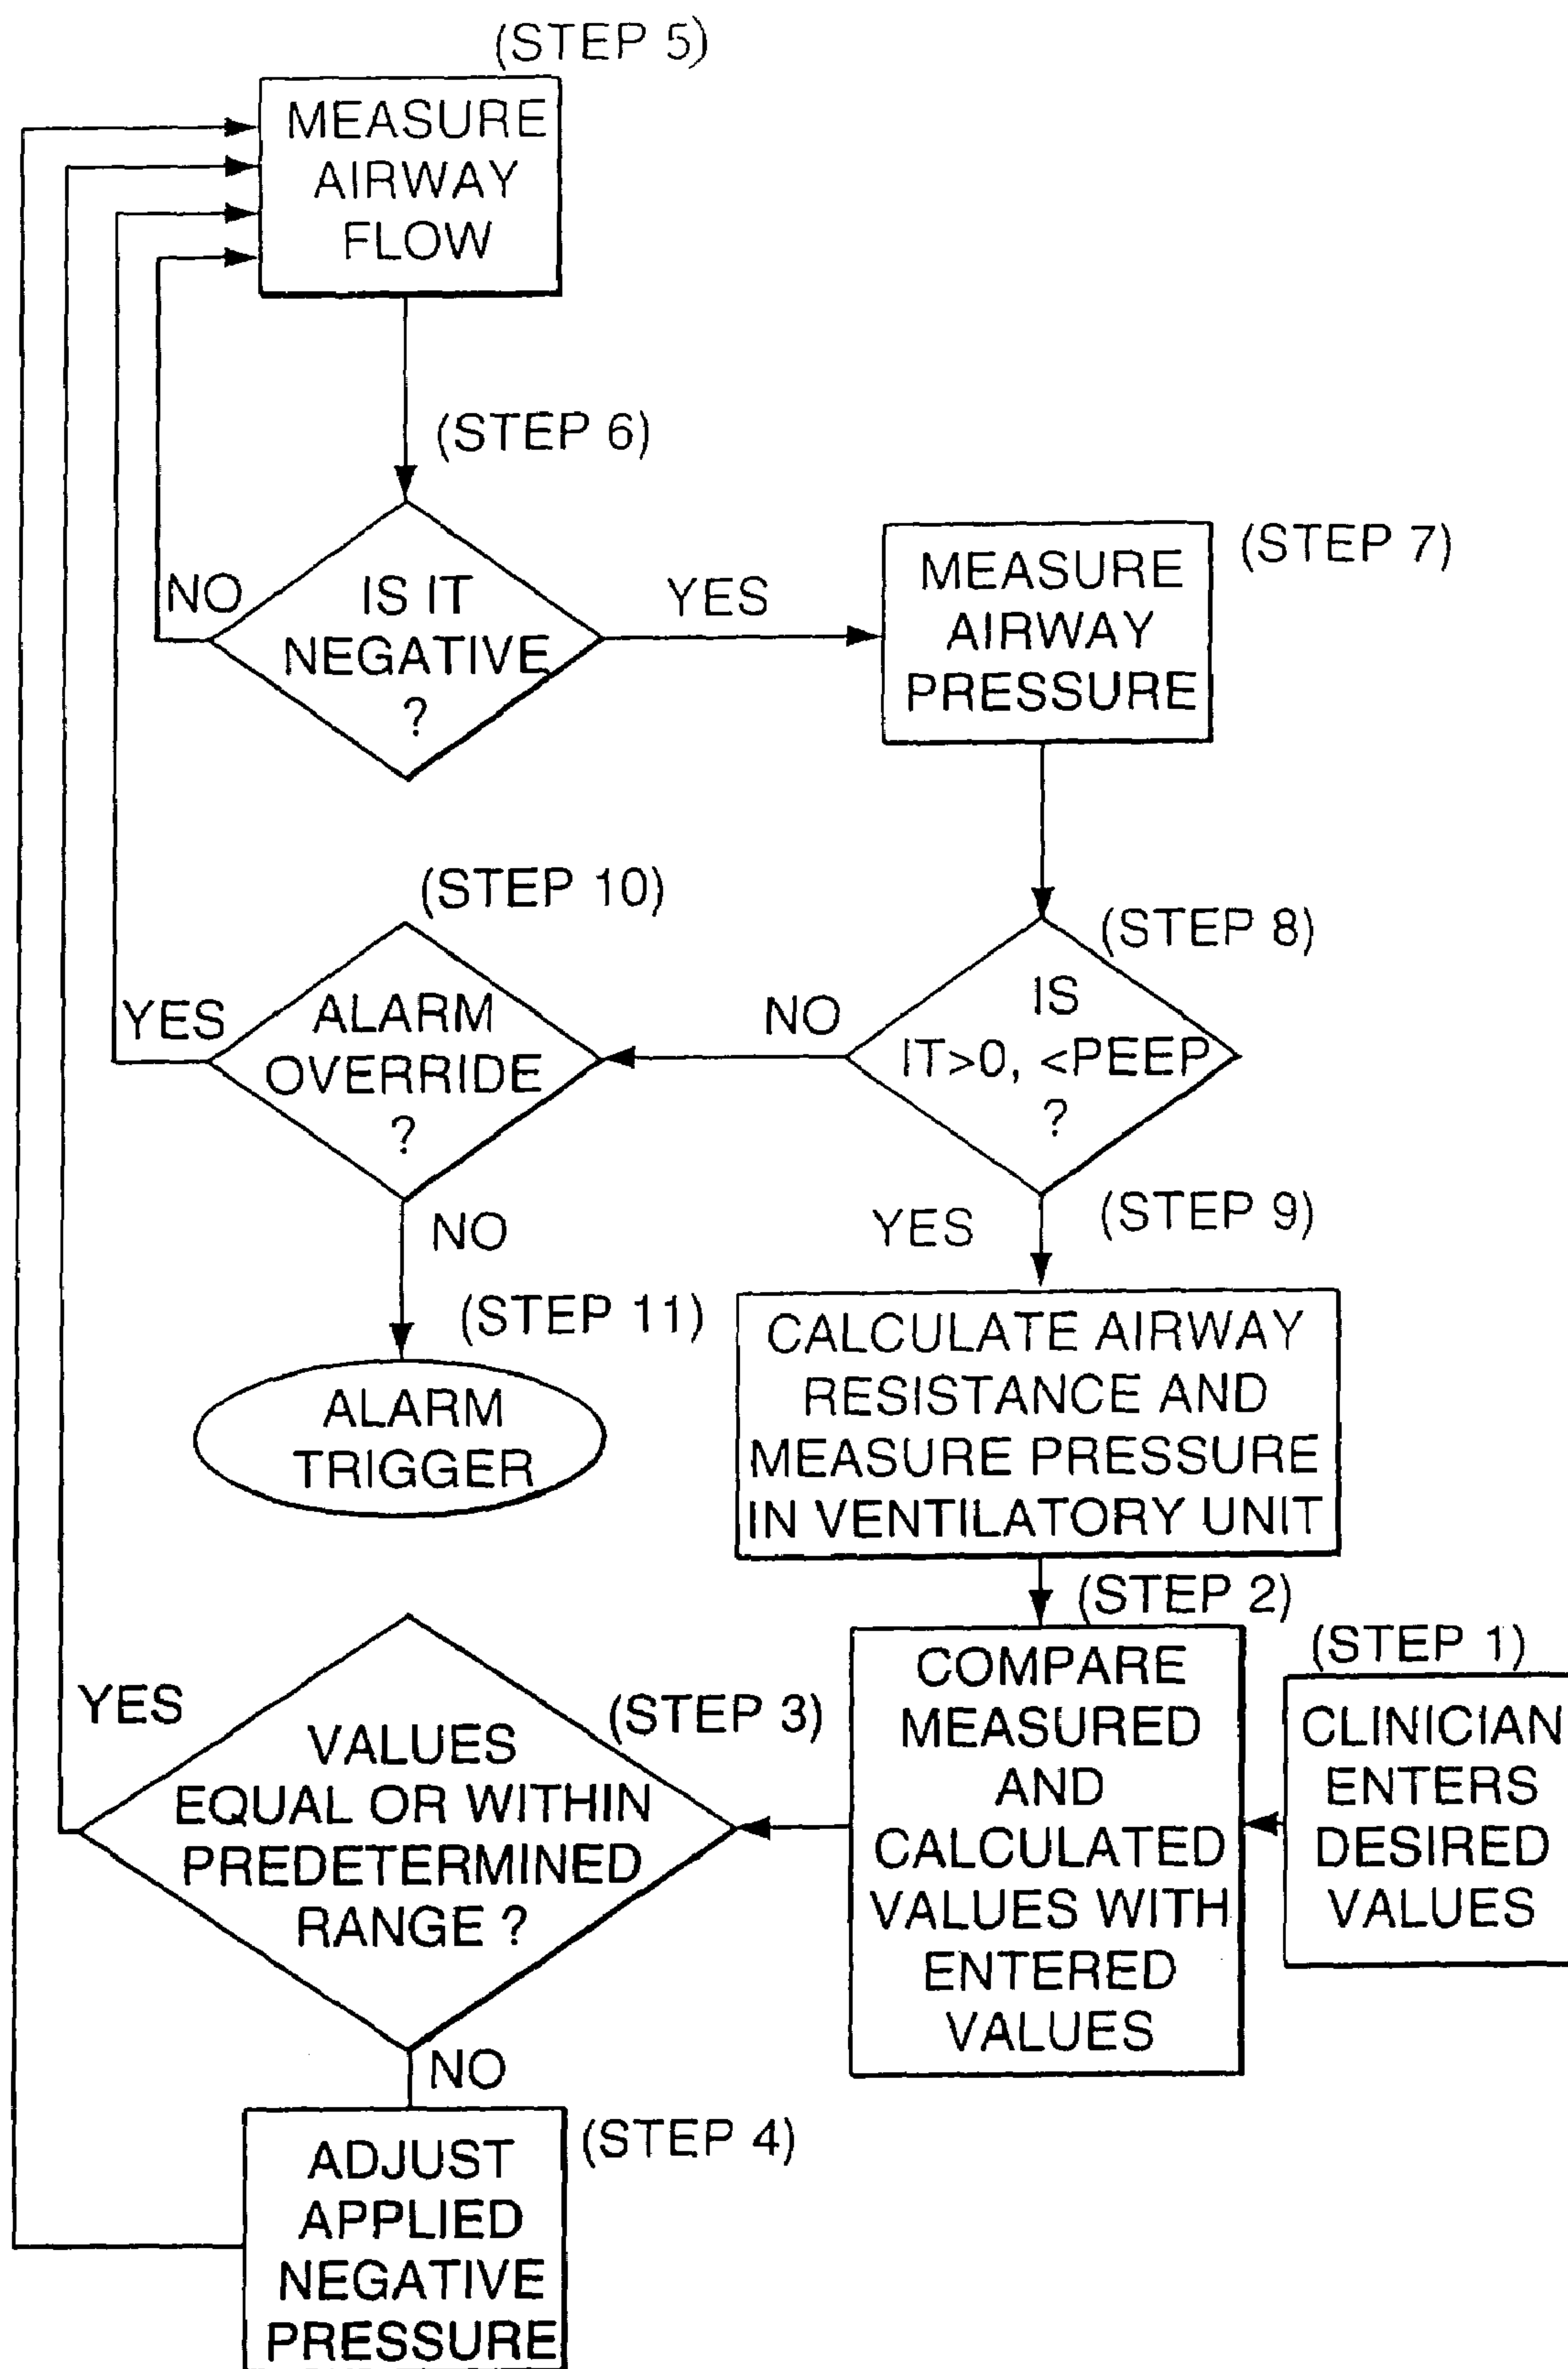 (STEP 5)
MEASURE
AIRWAY
FLOW
(STEP 6)
IS IT
NEGATIVE
?
NO
YES
(STEP 7)
MEASURE
AIRWAY
PRESSURE
(STEP 8)
IS
IT>0, <PEEP
?
NO
YES
(STEP 10)
ALARM
OVERRIDE
?
YES
NO
(STEP 11)
ALARM
TRIGGER
(STEP 9)
CALCULATE AIRWAY
RESISTANCE AND
MEASURE PRESSURE
IN VENTILATORY UNIT
(STEP 2)
COMPARE
MEASURED
AND
CALCULATED
VALUES WITH
ENTERED
VALUES
(STEP 1)
CLINICIAN
ENTERS
DESIRED
VALUES
(STEP 3)
VALUES
EQUAL OR WITHIN
PREDETERMINED
RANGE ?
YES
NO
(STEP 4)
ADJUST
APPLIED
NEGATIVE
PRESSURE